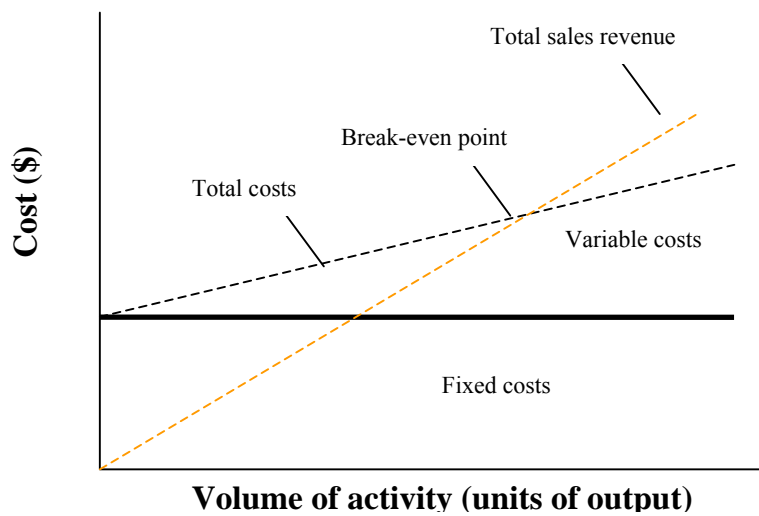 Total sales revenue
Break-even point
Total costs
Variable costs
Fixed costs
Cost ($)
Volume of activity (units of output)